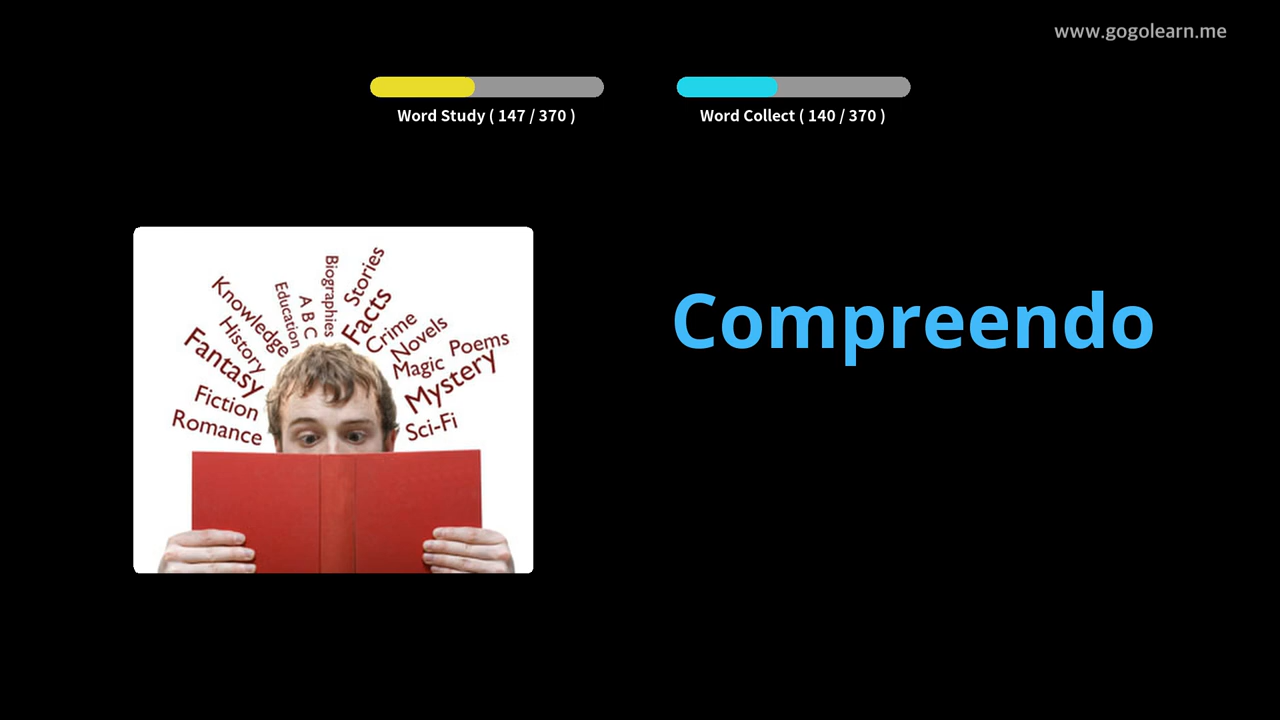 www.gogolearn.me
Word Study ( 147 / 370 )
Word Collect ( 140 / 370 )
Compreendo
Biographies
Stories
Education
A B C
Facts
Knowledge
Crime
History
Novels
Poems
Fantasy
Magic
Mystery
Fiction
Romance
Sci-Fi